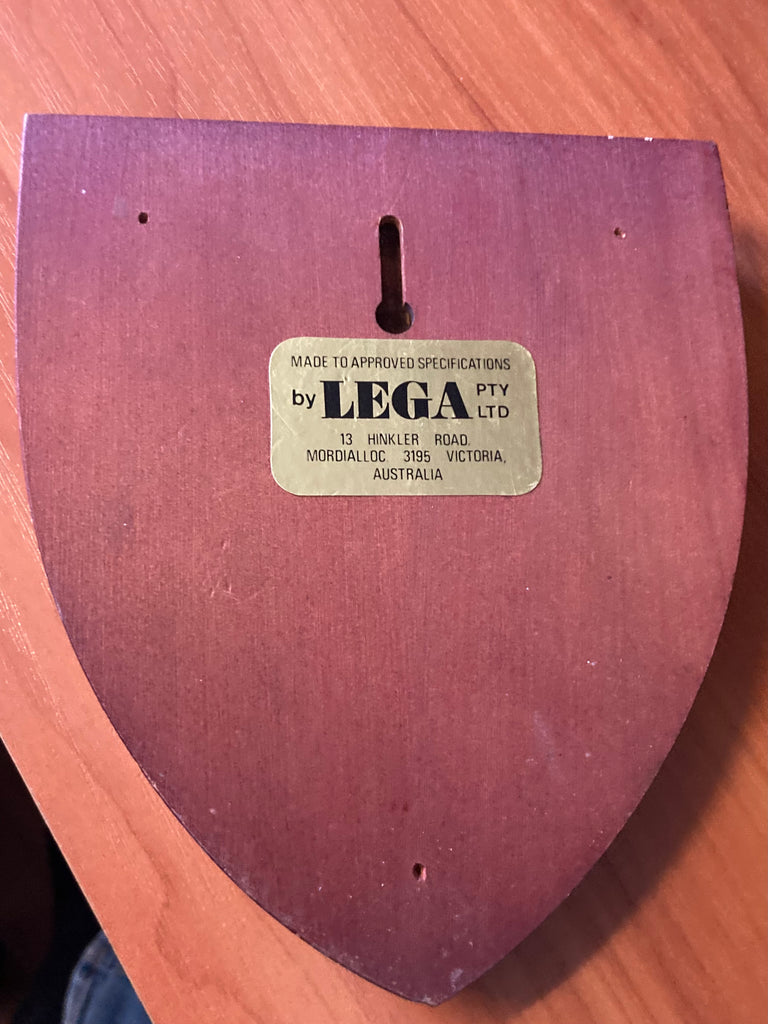 MADE TO APPROVED SPECIFICATIONS
by LEGA PTY LTD
13 HINKLER ROAD,
MORDIALLOC 3195 VICTORIA,
AUSTRALIA